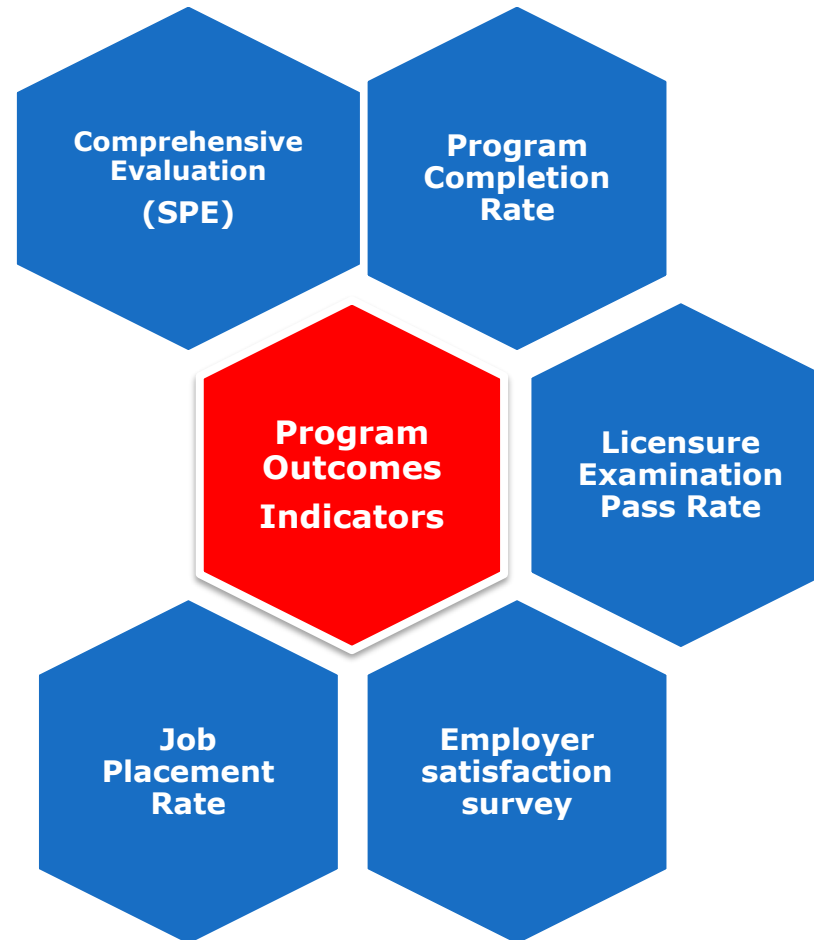 Comprehensive
Evaluation
(SPE)
Program
Completion
Rate
Program
Outcomes
Indicators
Licensure
Examination
Pass Rate
Job
Placement
Rate
Employer
satisfaction
survey